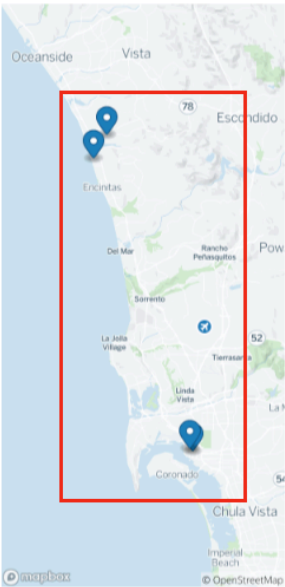 Oceanside
Vista
78
Escondido
Encinitas
Del Mar
Rancho
Peñasquitos
Pow
Sorrento
52
La Jolla
Village
Tierrasanta
Linda
Vista
La M
Coronado
54
Chula Vista
Imperial
Beach
mapbox
© OpenStreetMap